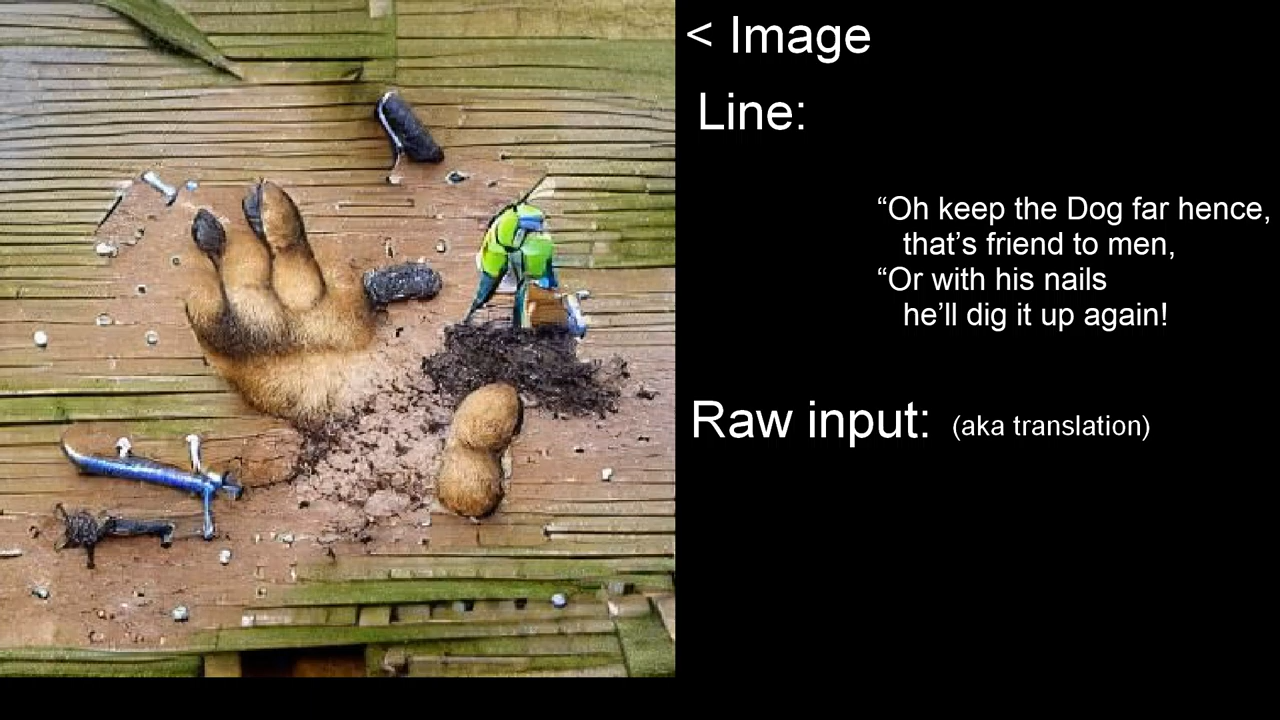 < Image
Line:
“Oh keep the Dog far hence,
that’s friend to men,
“Or with his nails
he’ll dig it up again!
Raw input: (aka translation)